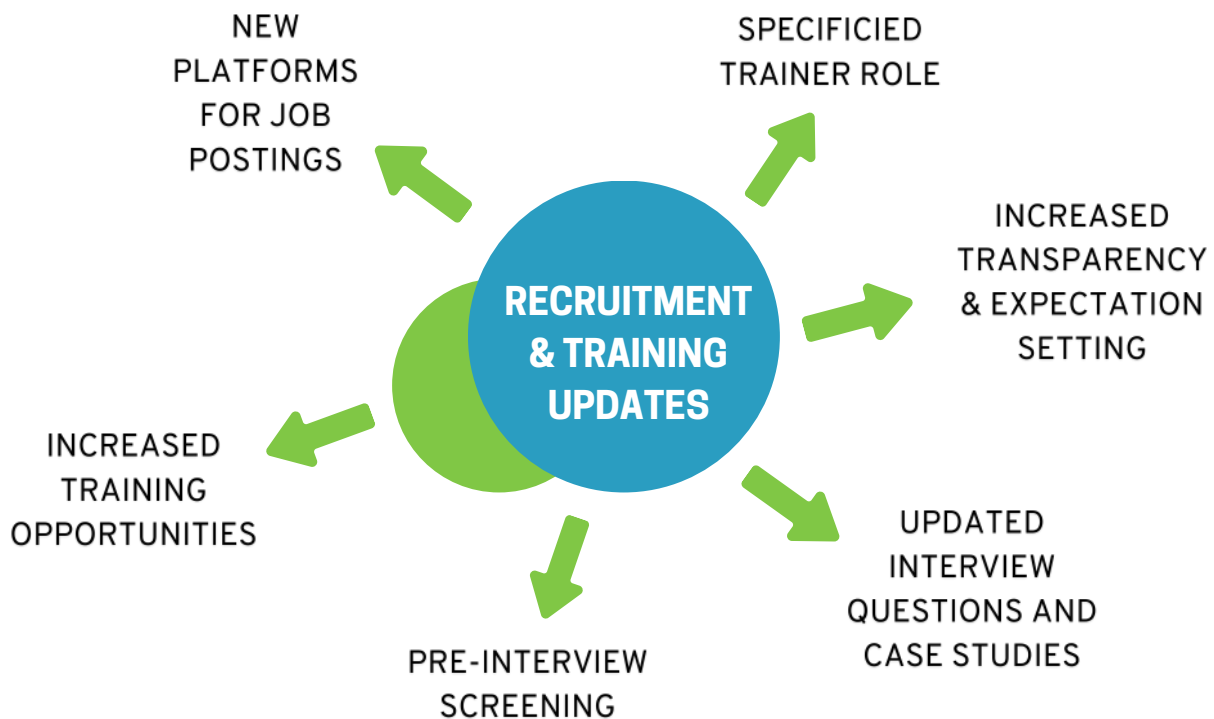 NEW
PLATFORMS
FOR JOB
POSTINGS
SPECIFICIED
TRAINER ROLE
INCREASED
TRANSPARENCY
& EXPECTATION
SETTING
RECRUITMENT
& TRAINING
UPDATES
INCREASED
TRAINING
OPPORTUNITIES
UPDATED
INTERVIEW
QUESTIONS AND
CASE STUDIES
PRE-INTERVIEW
SCREENING